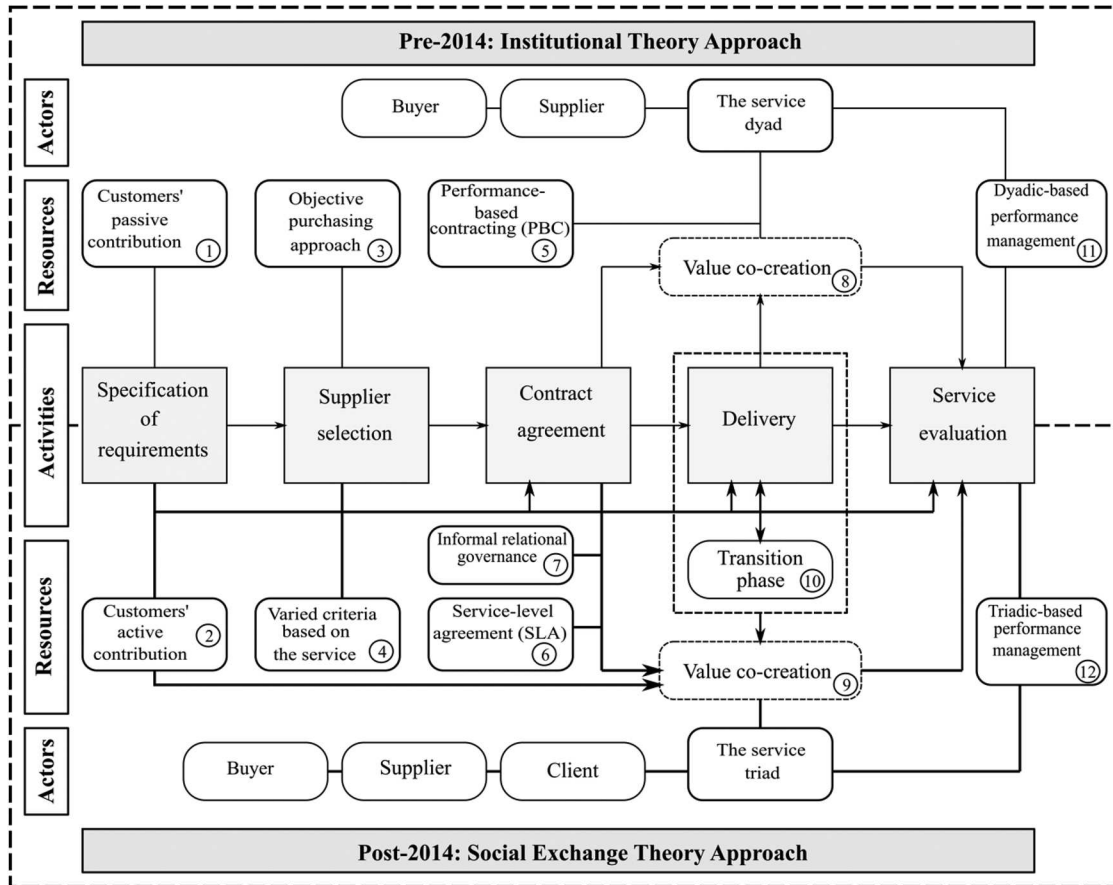 Pre-2014: Institutional Theory Approach
Actors
Buyer
Supplier
The service
dyad
Resources
Customers'
passive
contribution
1
Objective
purchasing
approach
3
Performance-
based
contracting (PBC)
5
Value co-creation
8
Dyadic-based
performance
management
11
Activities
Specification
of
requirements
Supplier
selection
Contract
agreement
Delivery
Service
evaluation
Resources
Informal relational
governance
7
Transition
phase
10
Customers'
active
contribution
2
Varied criteria
based on
the service
4
Service-level
agreement (SLA)
6
Value co-creation
9
Triadic-based
performance
management
12
Actors
Buyer
Supplier
Client
The service
triad
Post-2014: Social Exchange Theory Approach